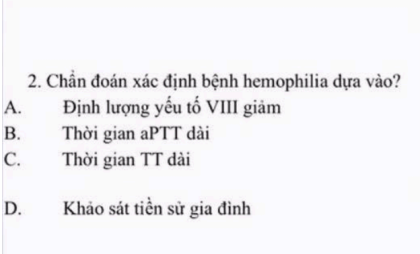 2. Chẩn đoán xác định bệnh hemophilia dựa vào?
A. Định lượng yếu tố VIII giảm
B. Thời gian aPTT dài
C. Thời gian TT dài
D. Khảo sát tiền sử gia đình